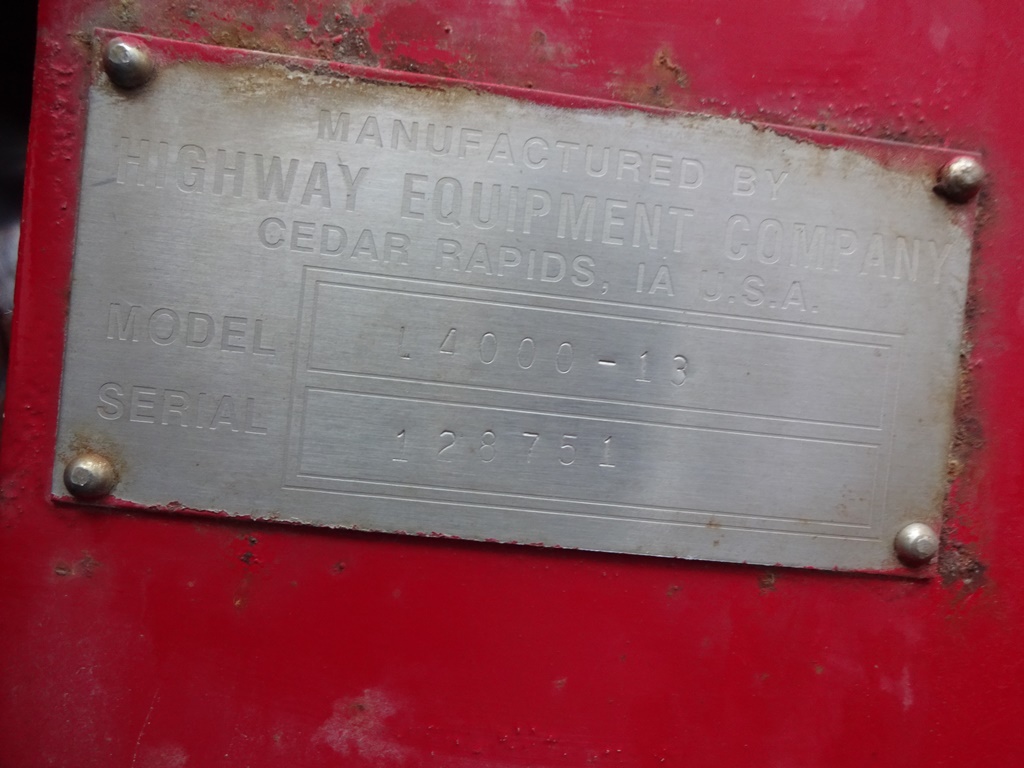 MANUFACTURED BY
HIGHWAY EQUIPMENT COMPANY
CEDAR RAPIDS, IA U.S.A.
MODEL L4000-13
SERIAL 128751